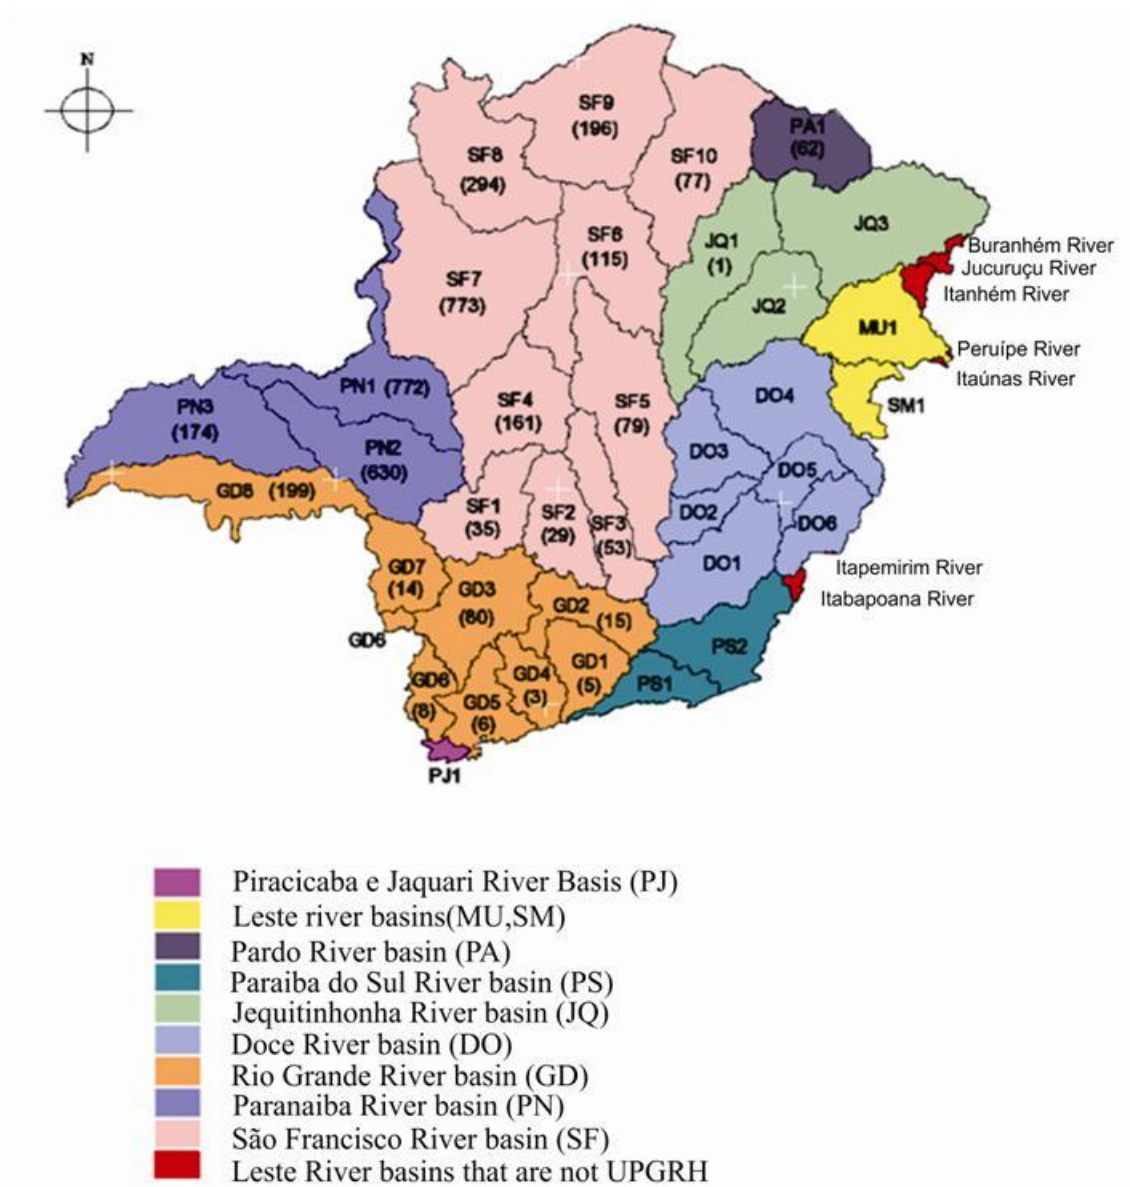 N
SF9
(196)
PA1
(62)
SF8
(294)
SF10
(77)
JQ3
SF6
(115)
JQ1
(1)
Buranhém River
Jucuruçu River
Itanhém River
SF7
(773)
JQ2
MU1
Peruípe River
Itaúnas River
PN1 (772)
PN3
(174)
SF4
(161)
SF5
(79)
DO4
SM1
PN2
(630)
DO3
DO5
GD8 (199)
SF1
(35)
SF2
(29)
SF3
(53)
DO2
DO6
DO1
Itapemirim River
Itabapoana River
GD7
(14)
GD3
(80)
GD2
(15)
GD6
PS2
GD6
(8)
GD4
(3)
GD1
(5)
PS1
GD5
(6)
PJ1
Piracicaba e Jaquari River Basis (PJ)
Leste river basins(MU,SM)
Pardo River basin (PA)
Paraiba do Sul River basin (PS)
Jequitinhonha River basin (JQ)
Doce River basin (DO)
Rio Grande River basin (GD)
Paranaiba River basin (PN)
São Francisco River basin (SF)
Leste River basins that are not UPGRH